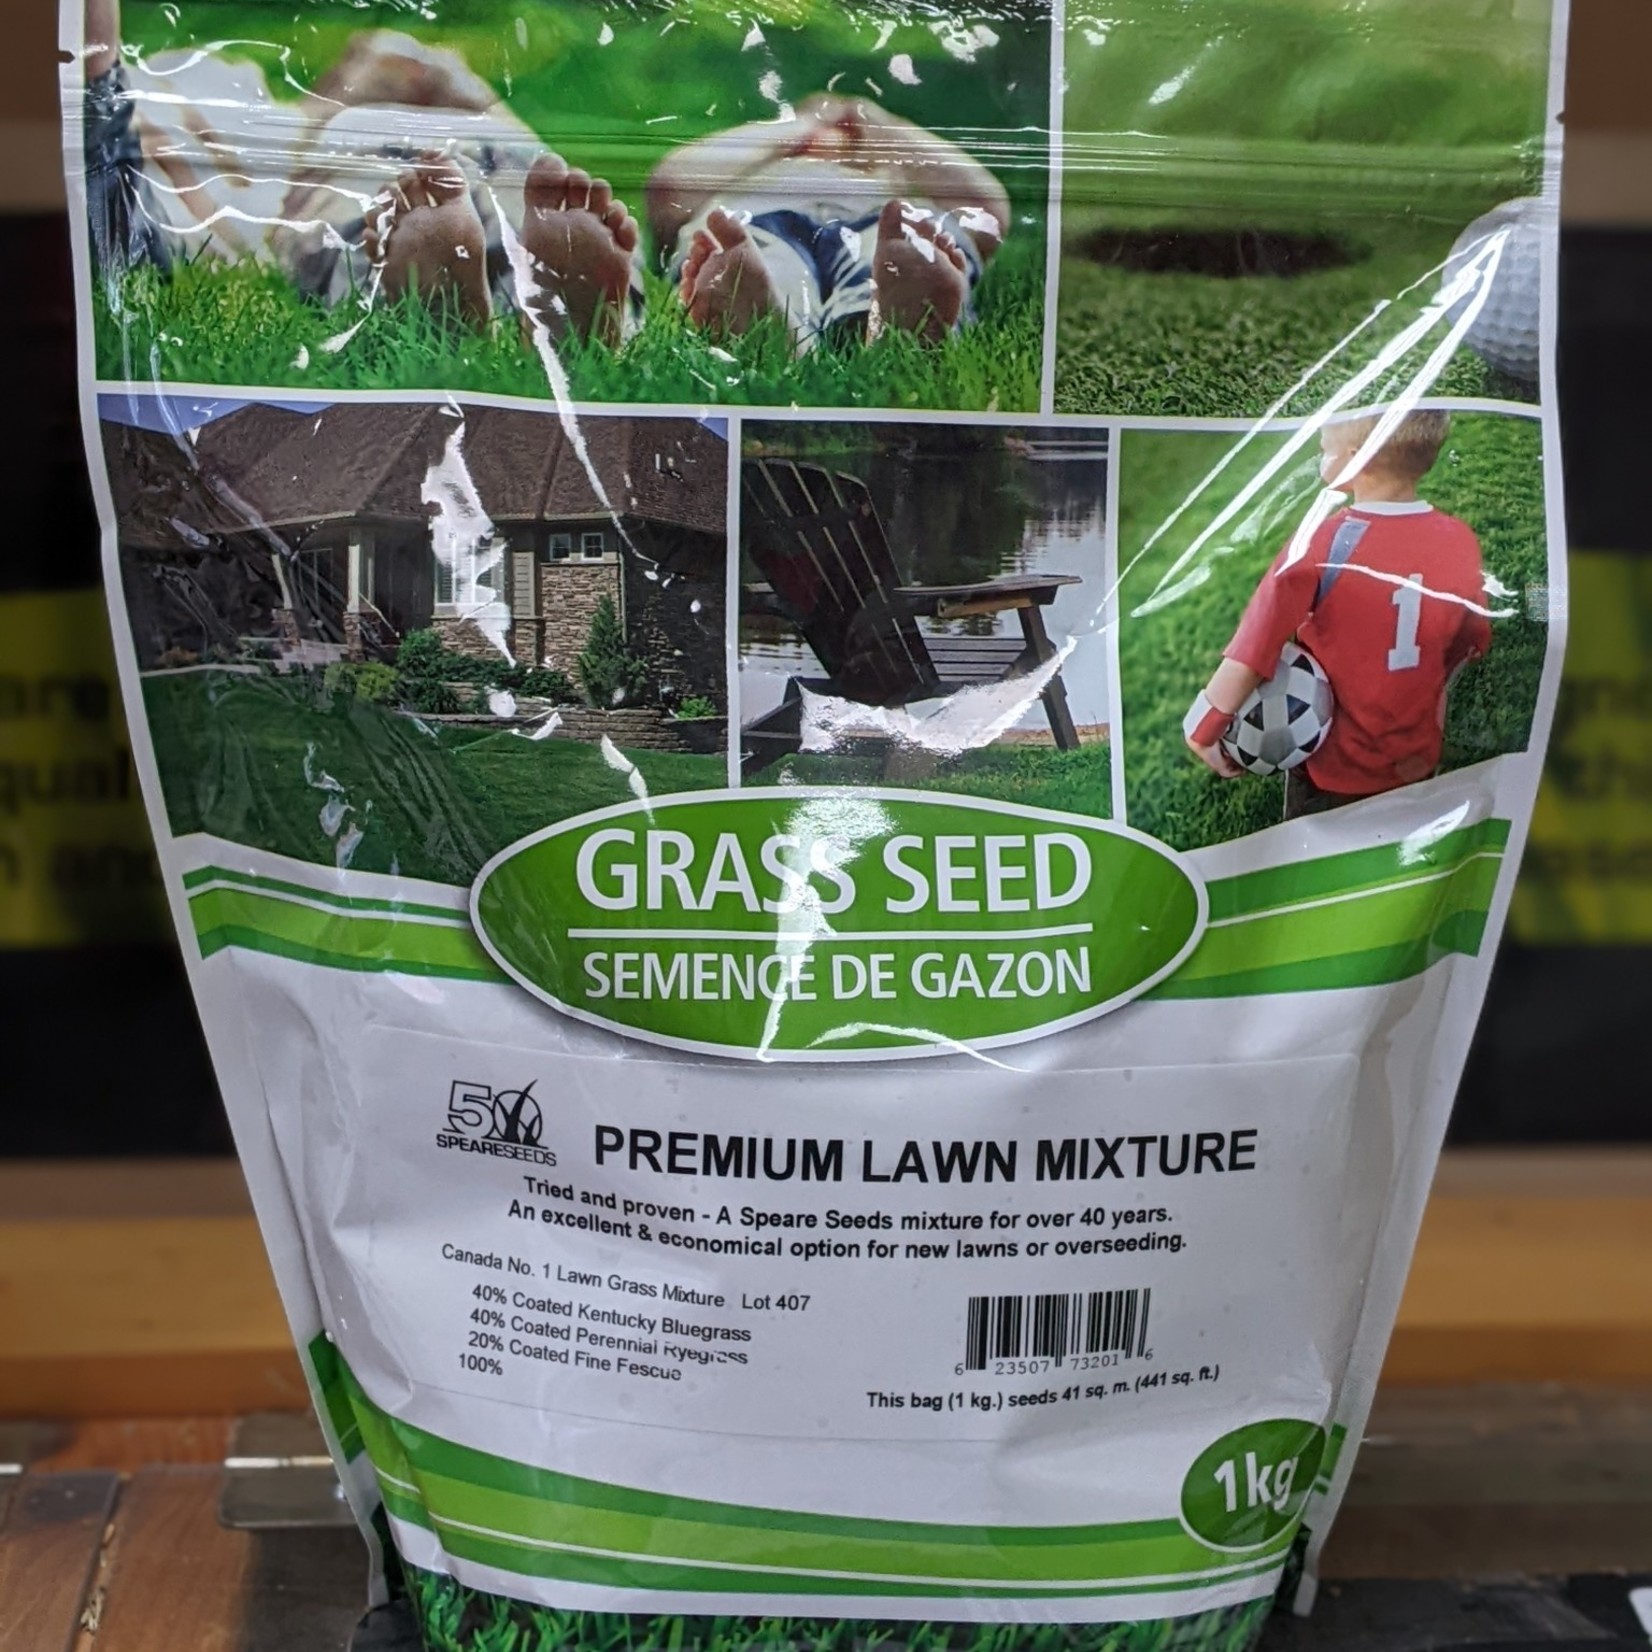 1
GRASS SEED
SEMENCE DE GAZON
50
SPEARESEEDS
PREMIUM LAWN MIXTURE
Tried and proven - A Speare Seeds mixture for over 40 years.
An excellent & economical option for new lawns or overseeding.
Canada No. 1 Lawn Grass Mixture Lot 407
40% Coated Kentucky Bluegrass
40% Coated Perennial Ryegrass
20% Coated Fine Fescue
100%
6 23507 73201 6
This bag (1 kg.) seeds 41 sq. m. (441 sq. ft.)
1kg